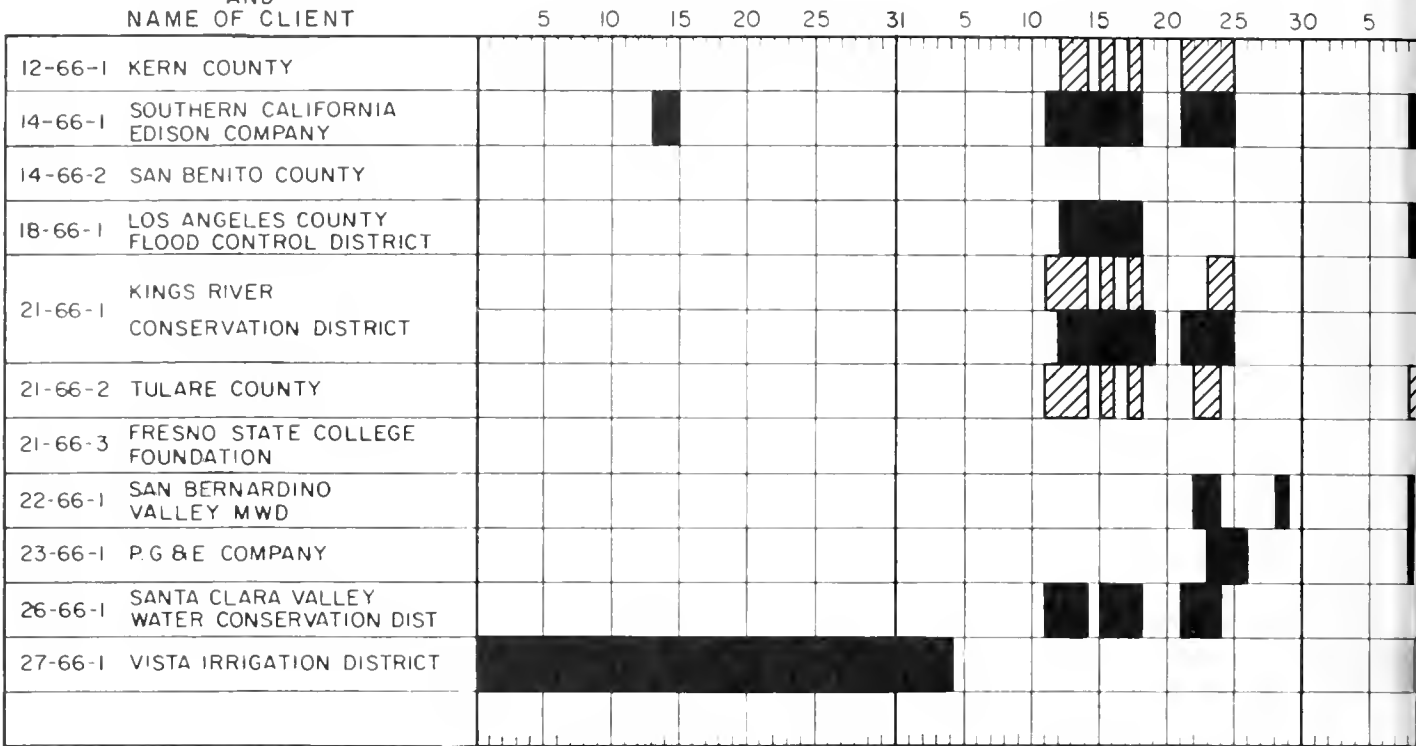 AND
NAME OF CLIENT
5 10 15 20 25 31 5 10 15 20 25 30 5
12-66-1 KERN COUNTY
14-66-1 SOUTHERN CALIFORNIA
EDISON COMPANY
14-66-2 SAN BENITO COUNTY
18-66-1 LOS ANGELES COUNTY
FLOOD CONTROL DISTRICT
21-66-1 KINGS RIVER
CONSERVATION DISTRICT
21-66-2 TULARE COUNTY
21-66-3 FRESNO STATE COLLEGE
FOUNDATION
22-66-1 SAN BERNARDINO
VALLEY MWD
23-66-1 P.G & E COMPANY
26-66-1 SANTA CLARA VALLEY
WATER CONSERVATION DIST
27-66-1 VISTA IRRIGATION DISTRICT